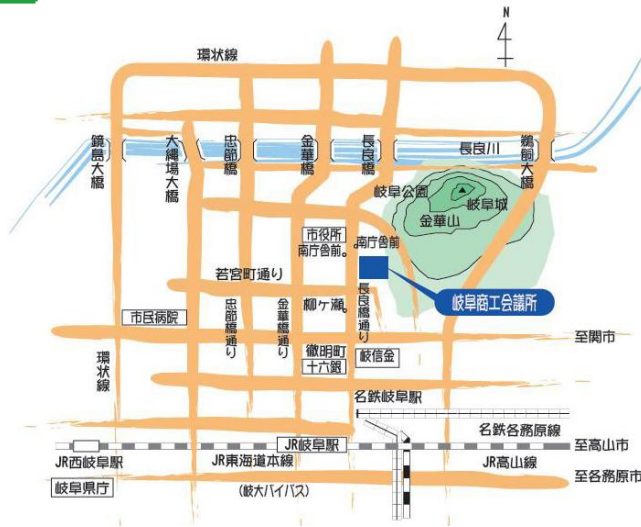 N
環状線
鏡島大橋
大縄場大橋
忠節橋
金華橋
長良橋
長良川
鵜飼大橋
岐阜公園
岐阜城
金華山
市役所
南庁舎前
南庁舎前
若宮町通り
岐阜商工会議所
市民病院
忠節橋通り
金華橋通り
柳ヶ瀬
長良橋通り
至関市
環状線
徹明町
十六銀
岐信金
名鉄岐阜駅
名鉄各務原線
JR岐阜駅
至高山市
JR西岐阜駅
JR東海道本線
JR高山線
至各務原市
岐阜県庁
(岐大バイパス)